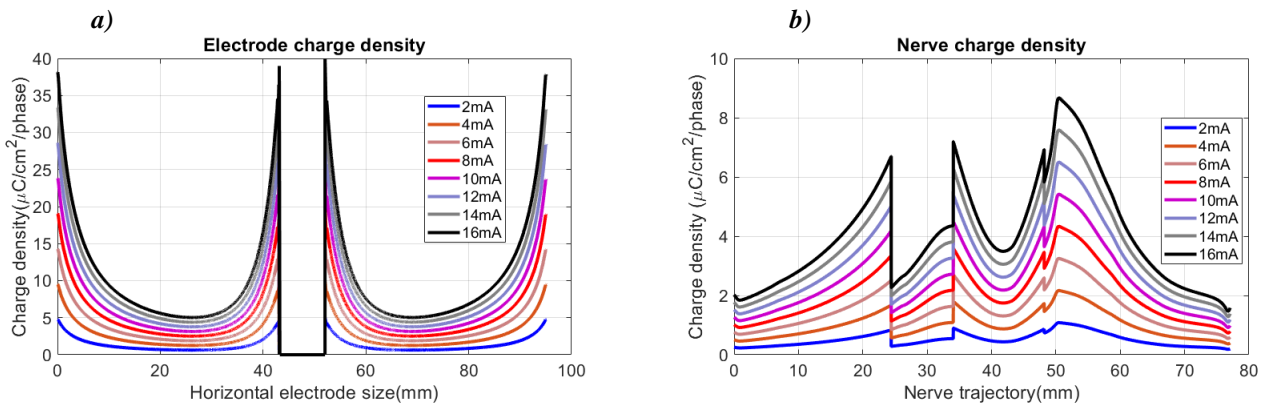 a)
Electrode charge density
Charge density(μC/cm²/phase)
40
35
30
25
20
15
10
5
0
0
20
40
60
80
100
Horizontal electrode size(mm)
2mA
4mA
6mA
8mA
10mA
12mA
14mA
16mA
b)
Nerve charge density
Charge density (μC/cm²/phase)
10
8
6
4
2
0
0
10
20
30
40
50
60
70
80
Nerve trajectory(mm)
2mA
4mA
6mA
8mA
10mA
12mA
14mA
16mA